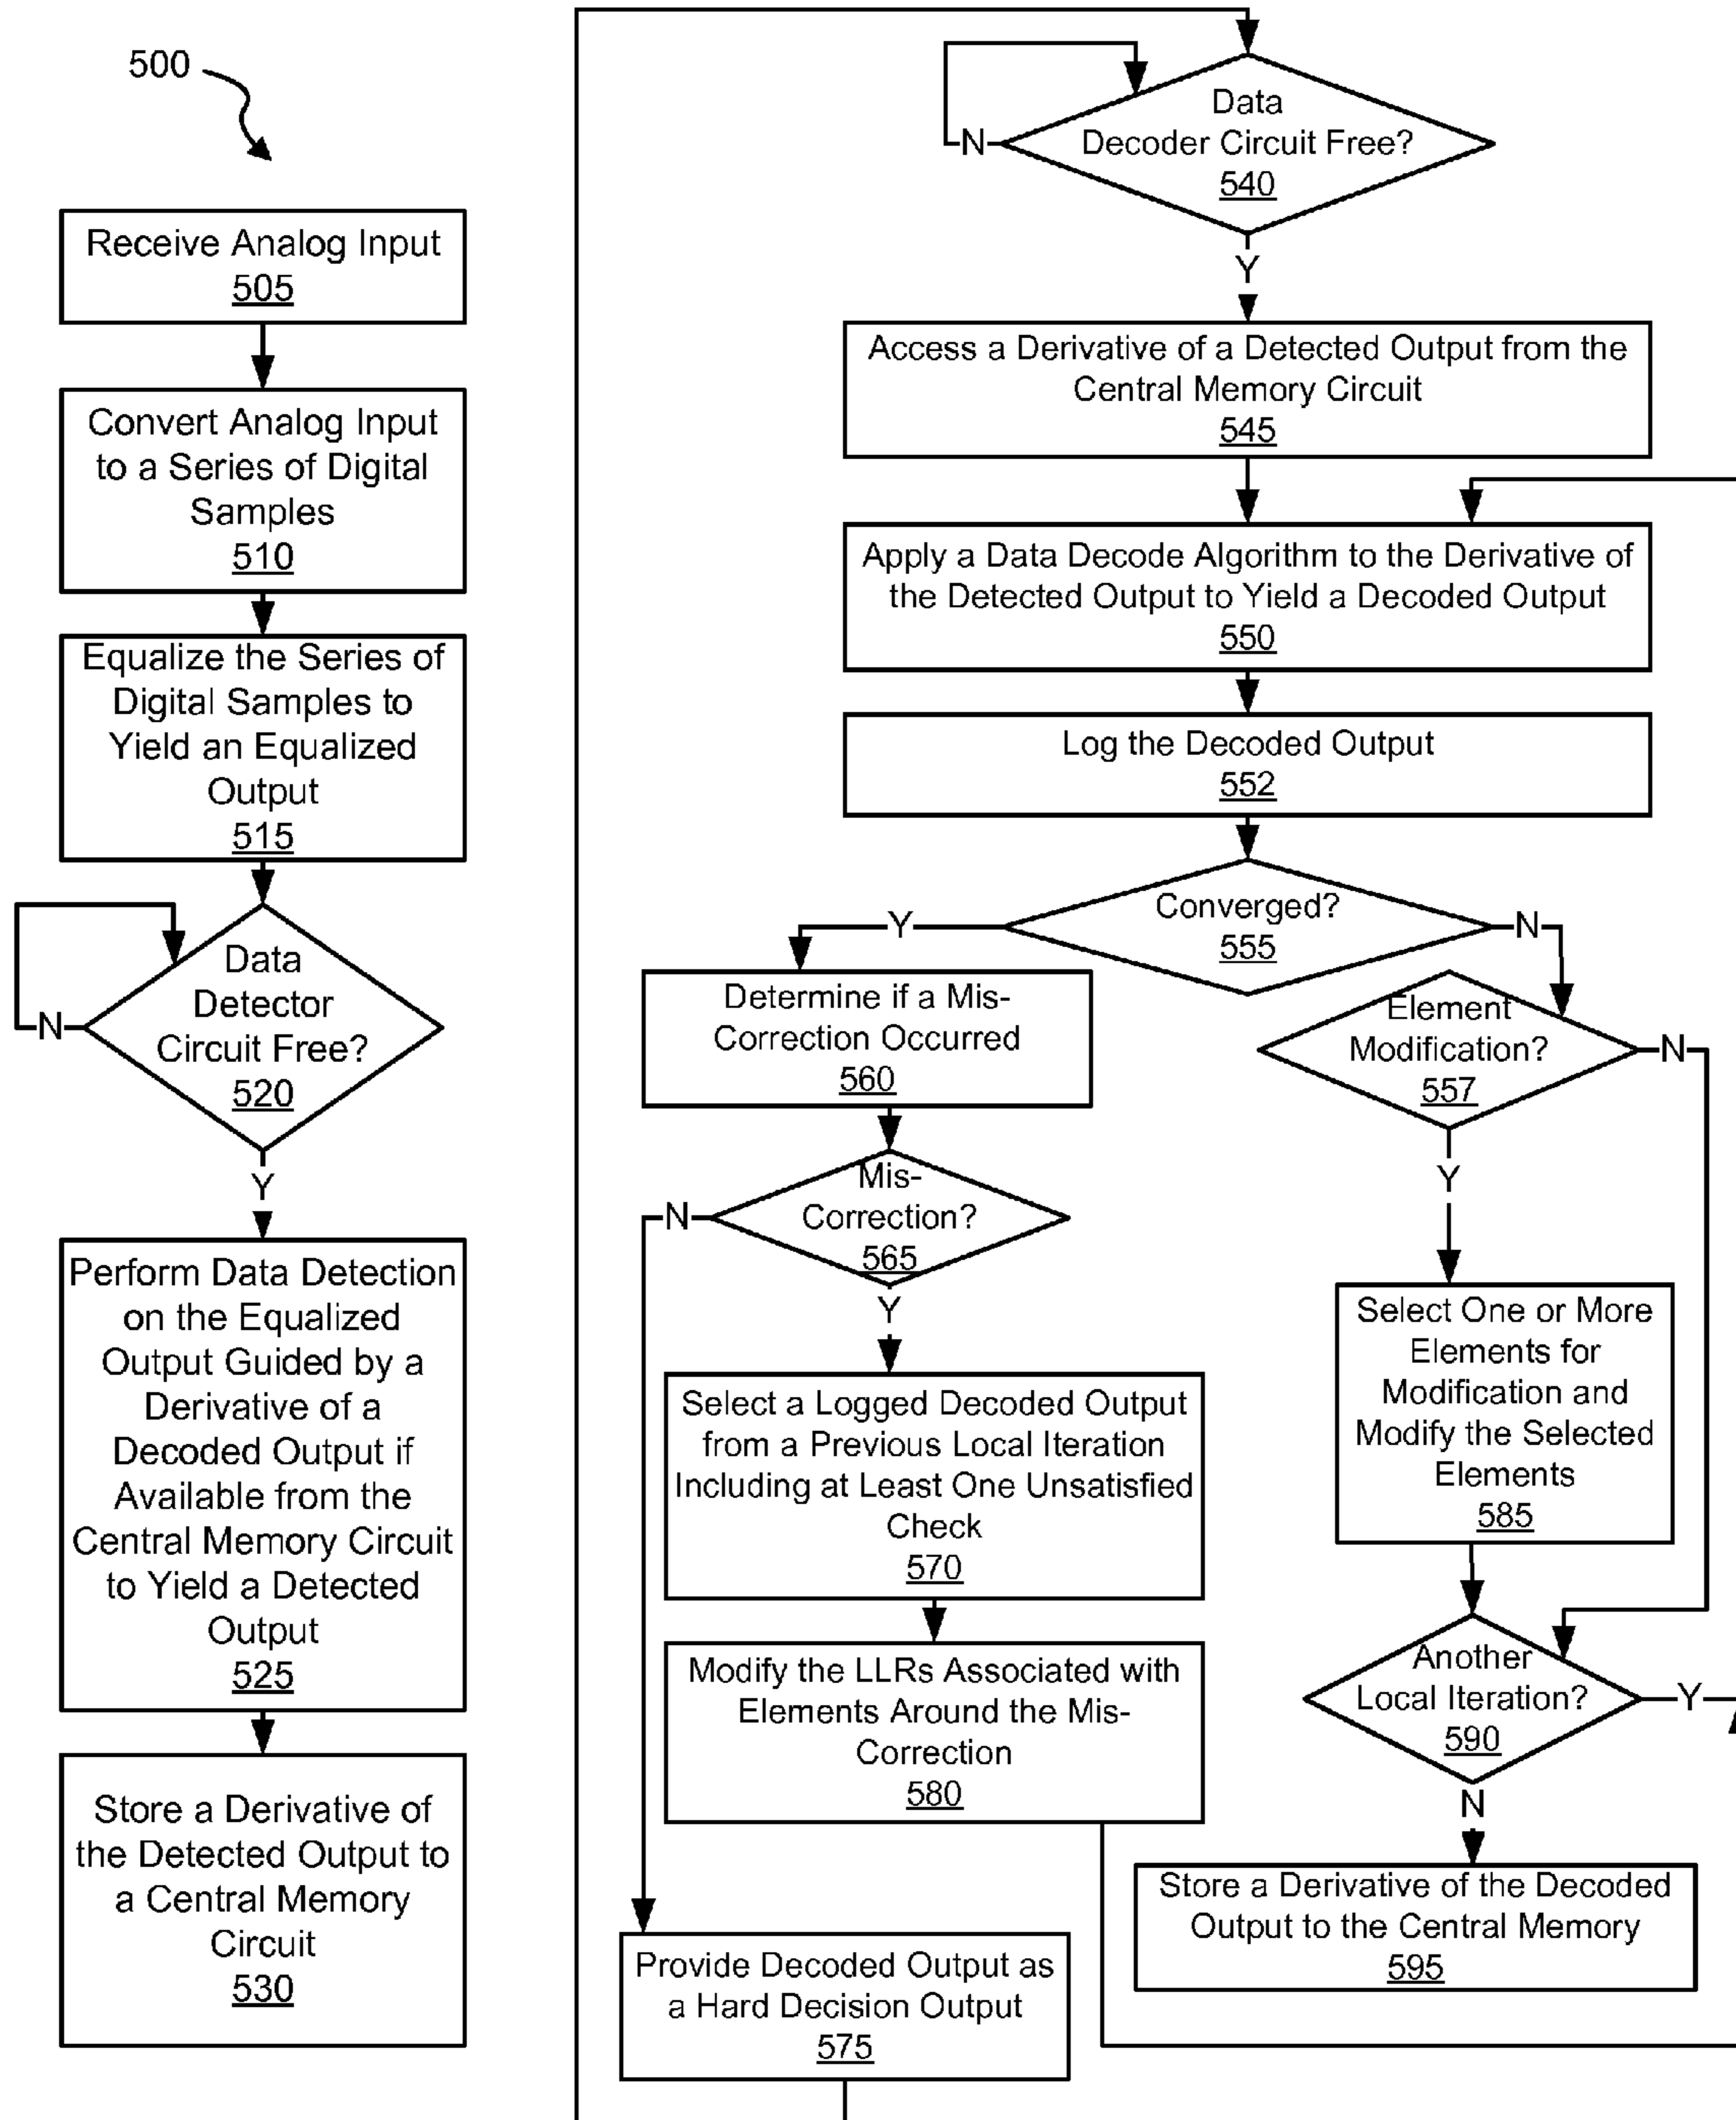 500
Receive Analog Input
505
Convert Analog Input
to a Series of Digital
Samples
510
Equalize the Series of
Digital Samples to
Yield an Equalized
Output
515
Data
Detector
Circuit Free?
520
N
Y
Perform Data Detection
on the Equalized
Output Guided by a
Derivative of a
Decoded Output if
Available from the
Central Memory Circuit
to Yield a Detected
Output
525
Store a Derivative of
the Detected Output to
a Central Memory
Circuit
530
Data
Decoder Circuit Free?
540
N
Y
Access a Derivative of a Detected Output from the
Central Memory Circuit
545
Apply a Data Decode Algorithm to the Derivative of
the Detected Output to Yield a Decoded Output
550
Log the Decoded Output
552
Converged?
555
Y
N
Determine if a Mis-
Correction Occurred
560
Mis-
Correction?
565
N
Y
Select a Logged Decoded Output
from a Previous Local Iteration
Including at Least One Unsatisfied
Check
570
Modify the LLRs Associated with
Elements Around the Mis-
Correction
580
Provide Decoded Output as
a Hard Decision Output
575
Element
Modification?
557
N
Y
Select One or More
Elements for
Modification and
Modify the Selected
Elements
585
Another
Local Iteration?
590
Y
N
Store a Derivative of the Decoded
Output to the Central Memory
595